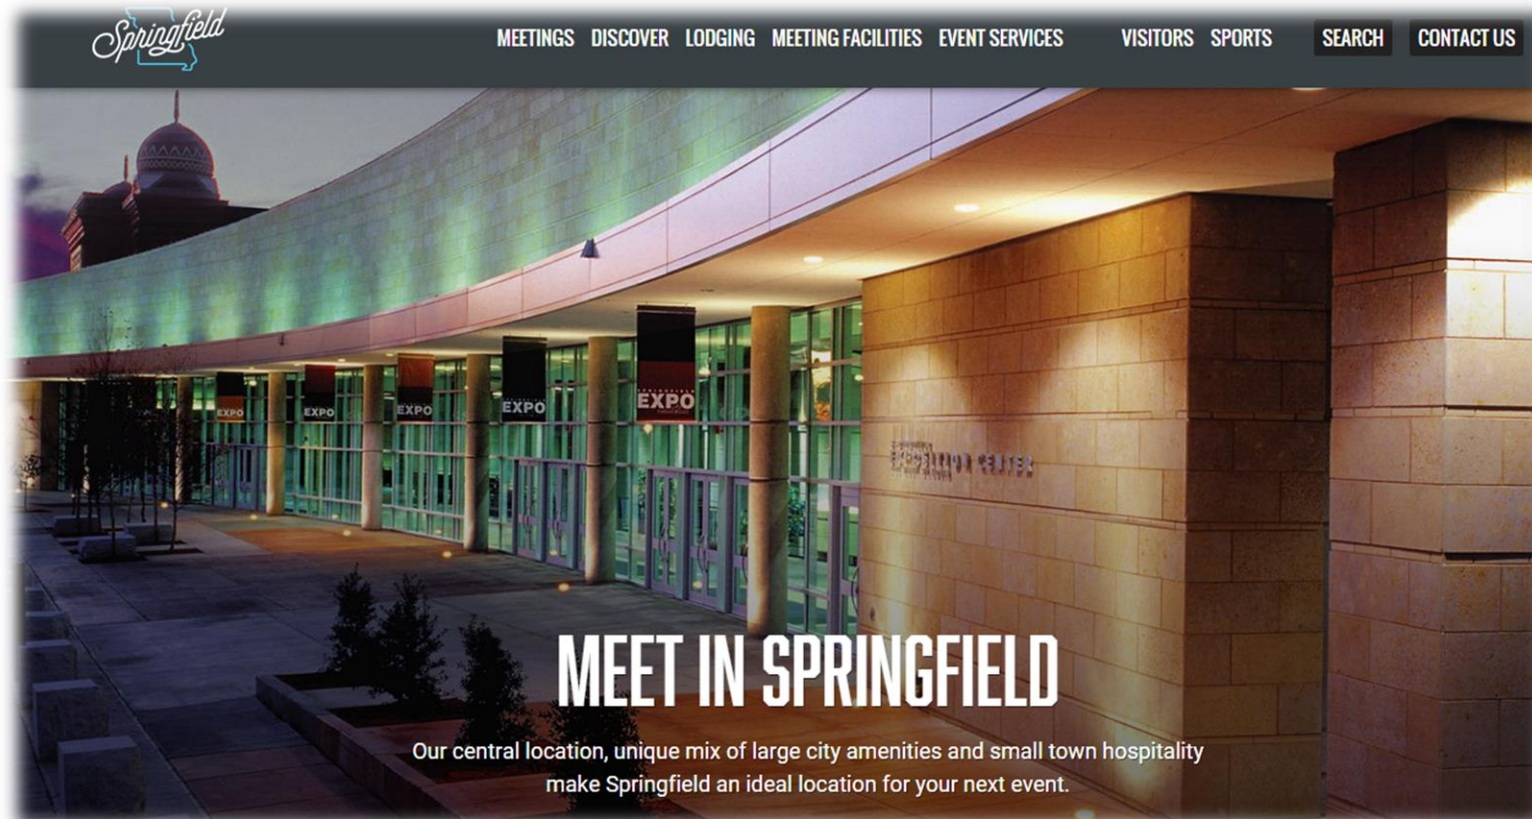 Springfield
MEETINGS DISCOVER LODGING MEETING FACILITIES EVENT SERVICES VISITORS SPORTS SEARCH CONTACT US
EXPO
EXPO
EXPO
EXPO
SPRINGFIELD
EXPO
CENTER
MEET IN SPRINGFIELD
Our central location, unique mix of large city amenities and small town hospitality
make Springfield an ideal location for your next event.